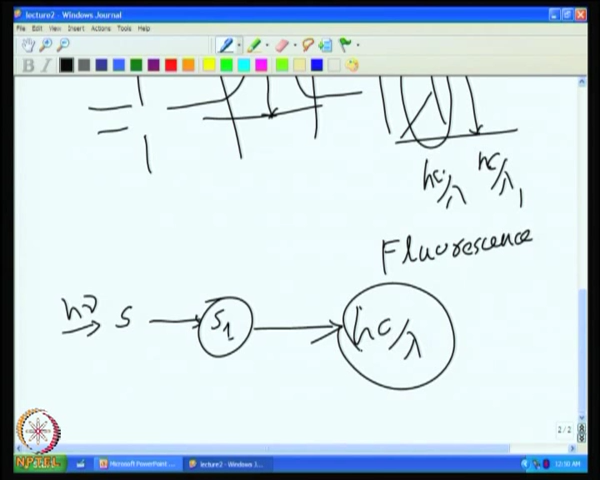 lecture2 - Windows Journal
File Edit View Insert Actions Tools Help
B I
hc/λ hc/λ1
Fluorescence
hν S S1 hc/λ
2/2
NPTEL
Microsoft PowerPoint ... lecture2 - Windows J... 12:50 AM